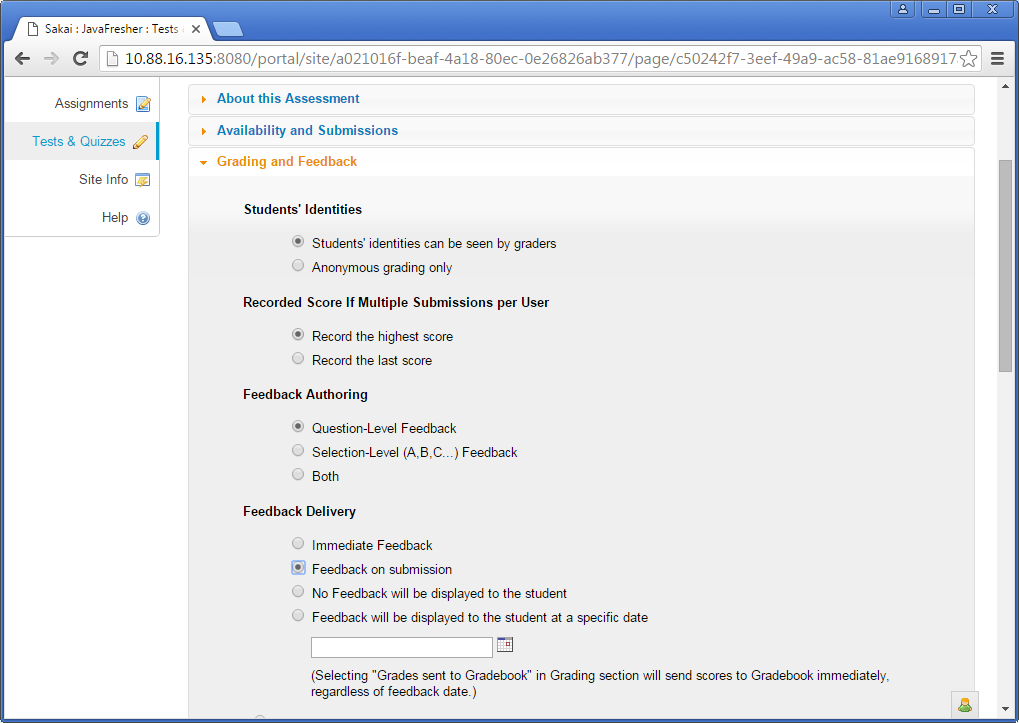 Sakai : JavaFresher : Tests
10.88.16.135:8080/portal/site/a021016f-beaf-4a18-80ec-0e26826ab377/page/c50242f7-3eef-49a9-ac58-81ae9168917
Assignments
Tests & Quizzes
Site Info
Help
About this Assessment
Availability and Submissions
Grading and Feedback
Students' Identities
Students' identities can be seen by graders
Anonymous grading only
Recorded Score If Multiple Submissions per User
Record the highest score
Record the last score
Feedback Authoring
Question-Level Feedback
Selection-Level (A,B,C...) Feedback
Both
Feedback Delivery
Immediate Feedback
Feedback on submission
No Feedback will be displayed to the student
Feedback will be displayed to the student at a specific date
(Selecting "Grades sent to Gradebook" in Grading section will send scores to Gradebook immediately,
regardless of feedback date.)